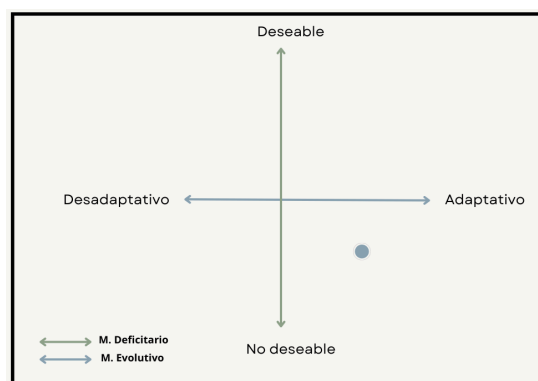 Deseable
Desadaptativo
Adaptativo
M. Deficitario
M. Evolutivo
No deseable